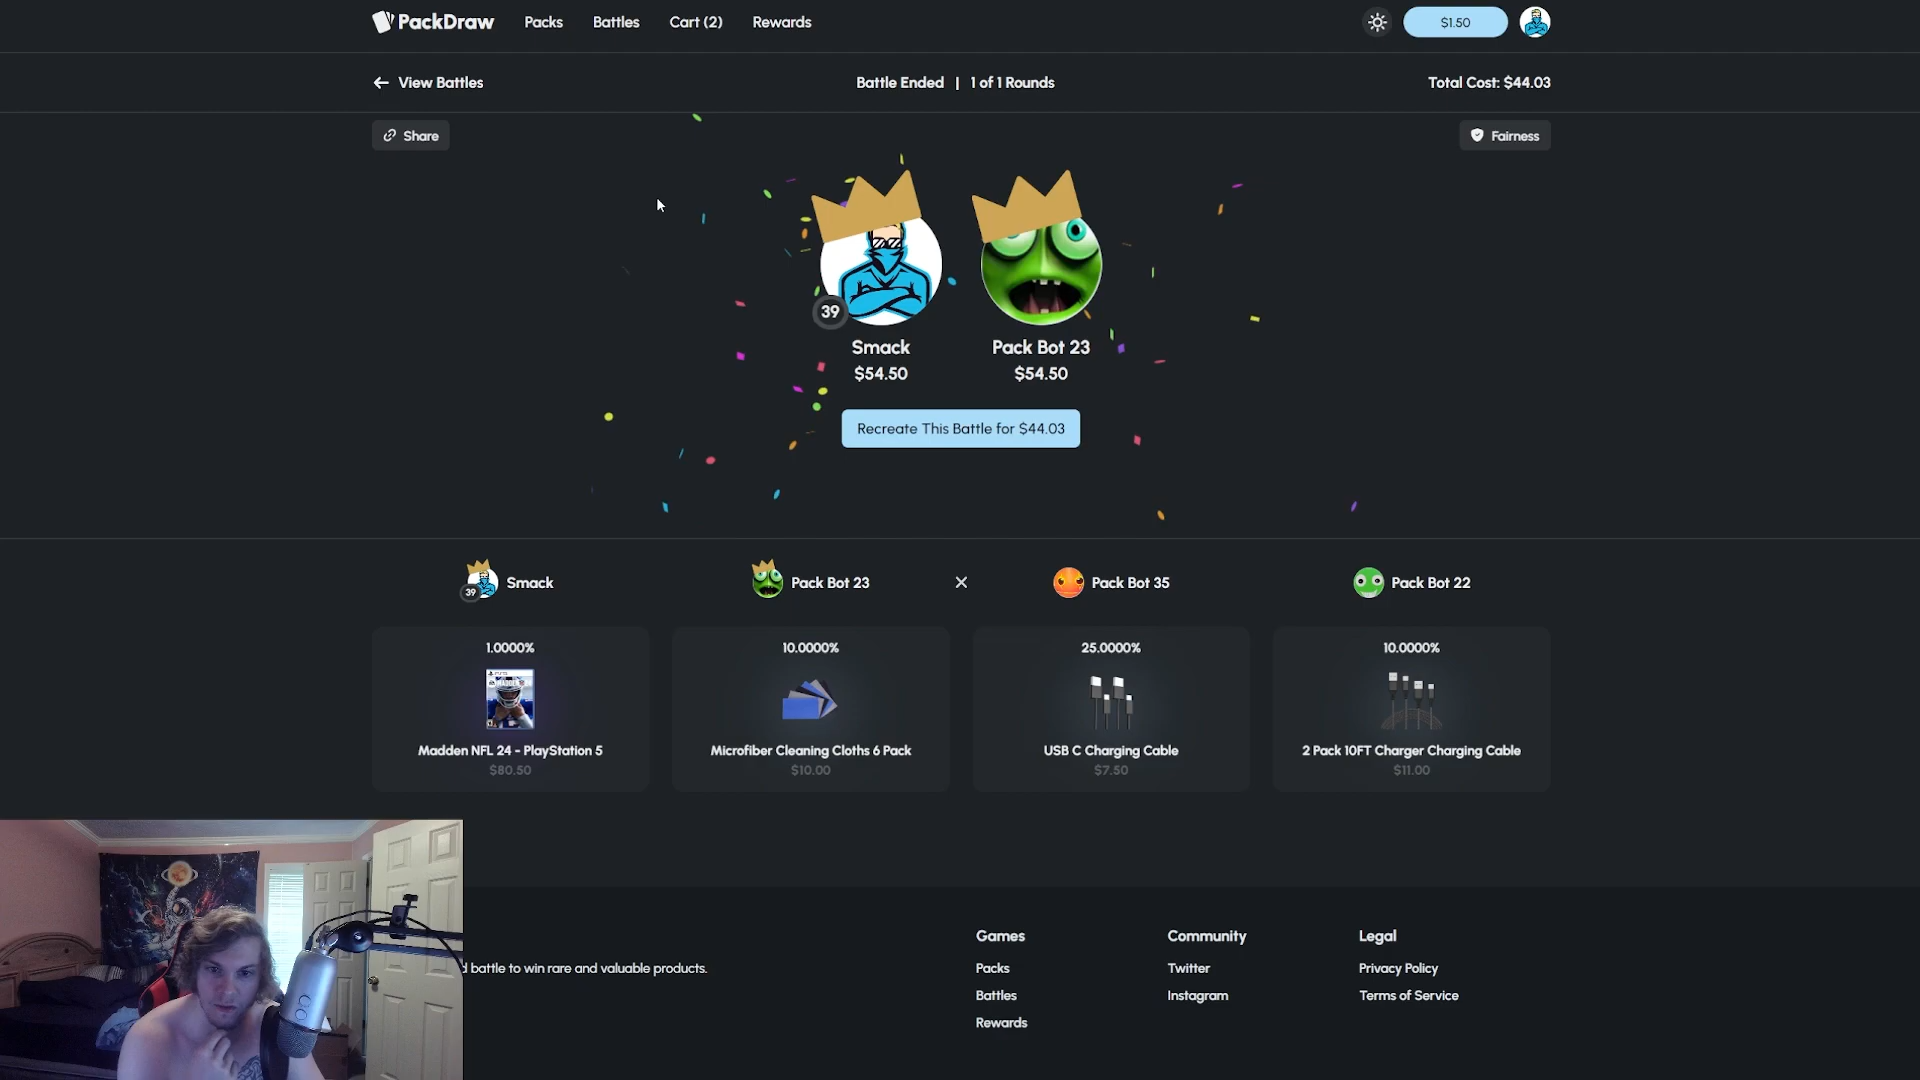 PackDraw
Packs
Battles
Cart (2)
Rewards
$1.50
View Battles
Battle Ended | 1 of 1 Rounds
Total Cost: $44.03
Share
Fairness
39
Smack
$54.50
Pack Bot 23
$54.50
Recreate This Battle for $44.03
39
Smack
Pack Bot 23
Pack Bot 35
Pack Bot 22
1.0000%
Madden NFL 24 - PlayStation 5
$80.50
10.0000%
Microfiber Cleaning Cloths 6 Pack
$10.00
25.0000%
USB C Charging Cable
$7.50
10.0000%
2 Pack 10FT Charger Charging Cable
$11.00
d battle to win rare and valuable products.
Games
Packs
Battles
Rewards
Community
Twitter
Instagram
Legal
Privacy Policy
Terms of Service